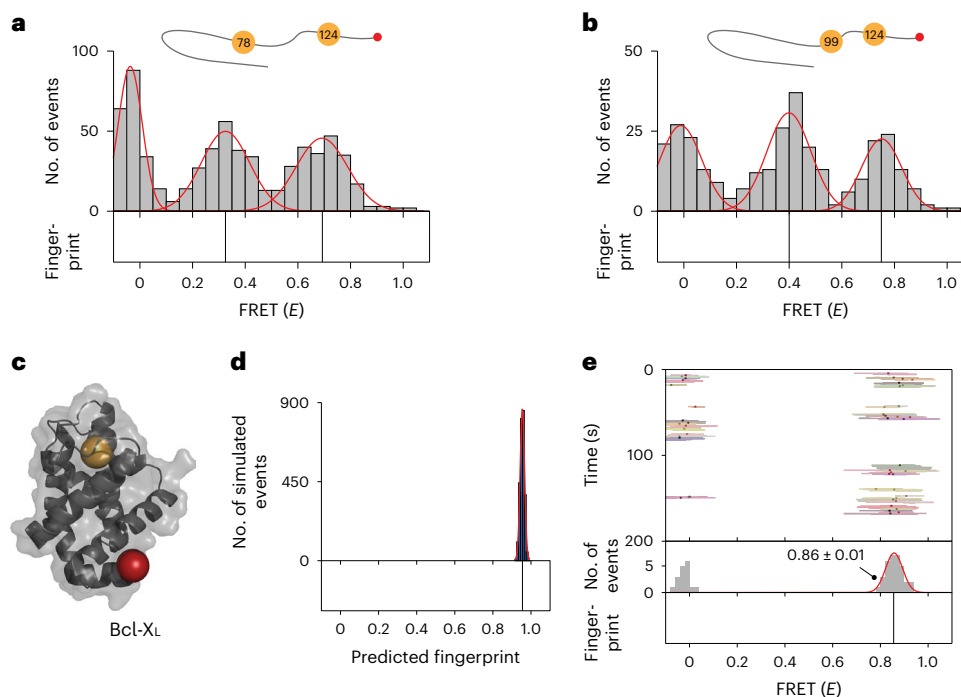 a
78
124
100
50
0
No. of events
Finger-
print
0
0.2
0.4
0.6
0.8
1.0
FRET (E)
b
99
124
50
25
0
No. of events
Finger-
print
0
0.2
0.4
0.6
0.8
1.0
FRET (E)
c
Bcl-XL
d
900
450
0
No. of simulated
events
0
0.2
0.4
0.6
0.8
1.0
Predicted fingerprint
e
0
100
200
Time (s)
0.86 ± 0.01
5
0
No. of
events
Finger-
print
0
0.2
0.4
0.6
0.8
1.0
FRET (E)